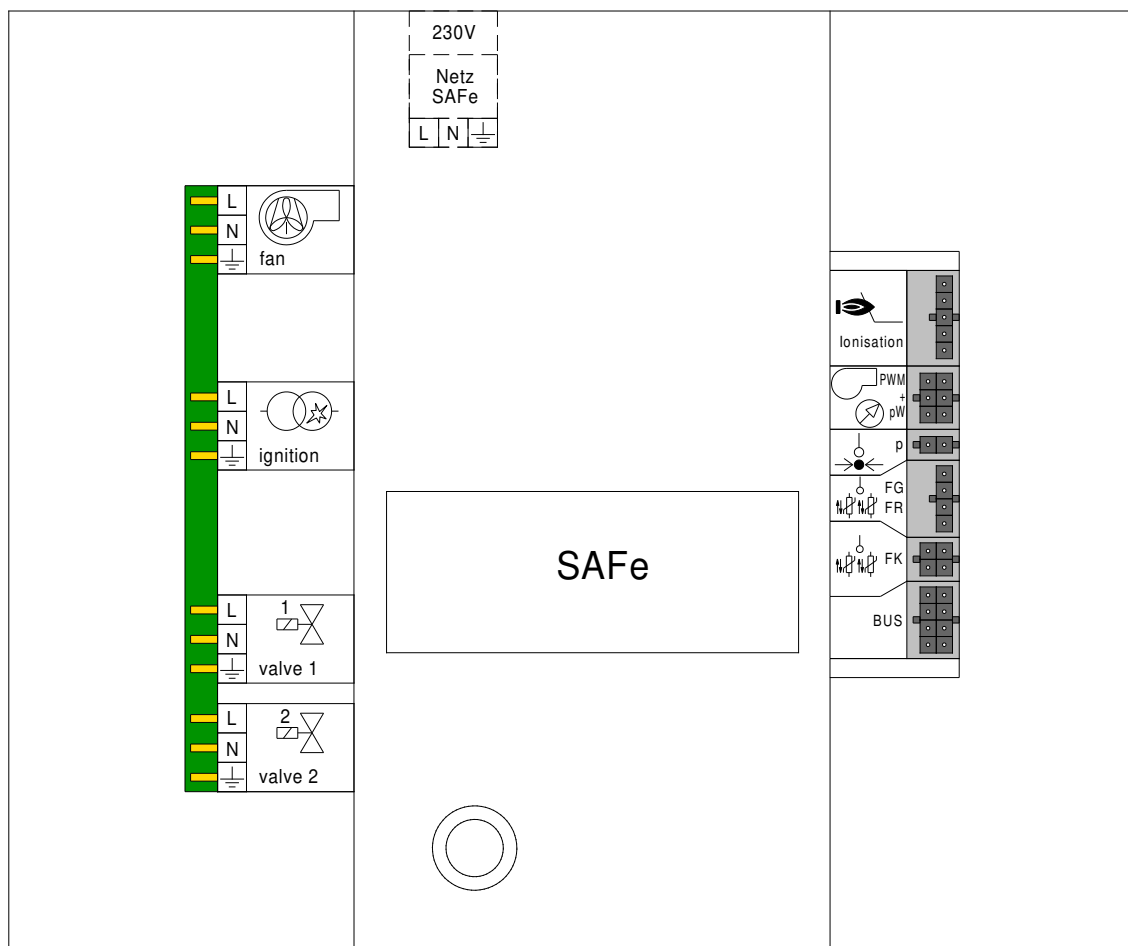 230V
Netz
SAFe
L N
L
N
fan
L
N
ignition
L
N
1
valve 1
L
N
2
valve 2
SAFe
Ionisation
PWM
+
pW
p
FG
FR
FK
BUS